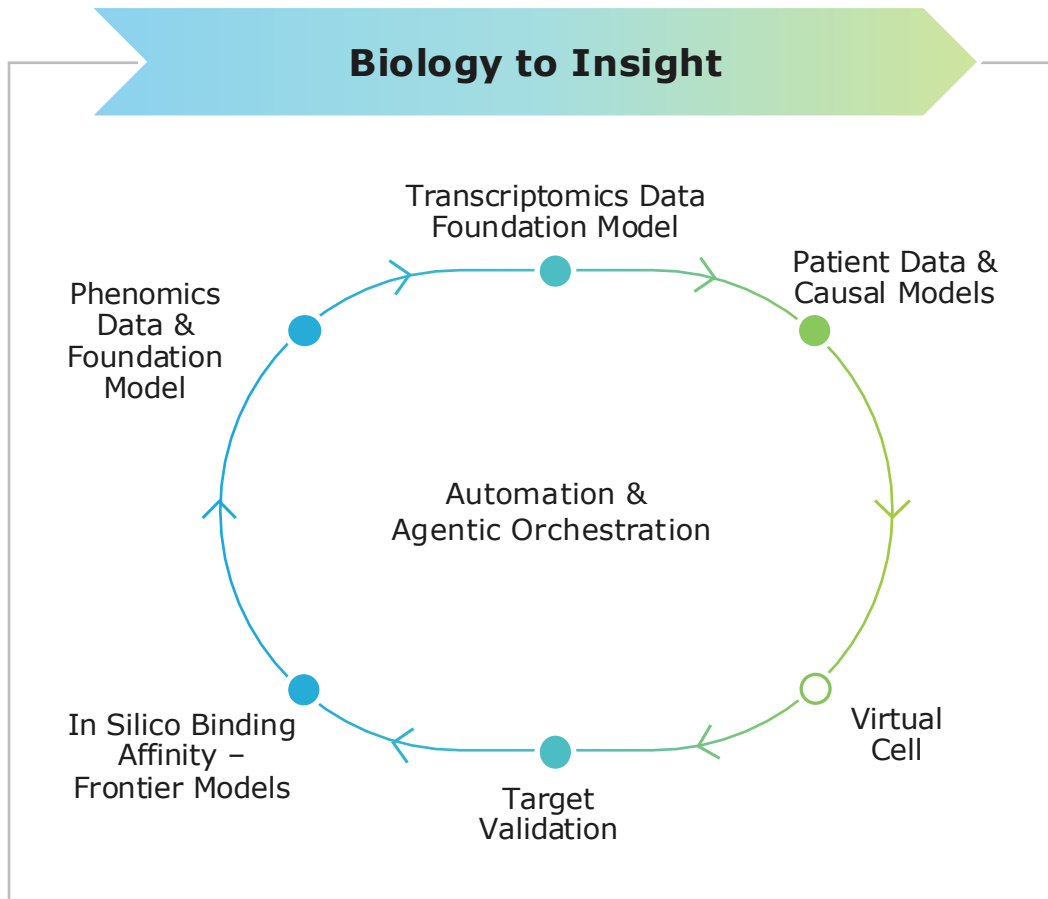 Biology to Insight
Transcriptomics Data
Foundation Model
Patient Data &
Causal Models
Phenomics
Data &
Foundation
Model
Automation &
Agentic Orchestration
Virtual
Cell
In Silico Binding
Affinity –
Frontier Models
Target
Validation